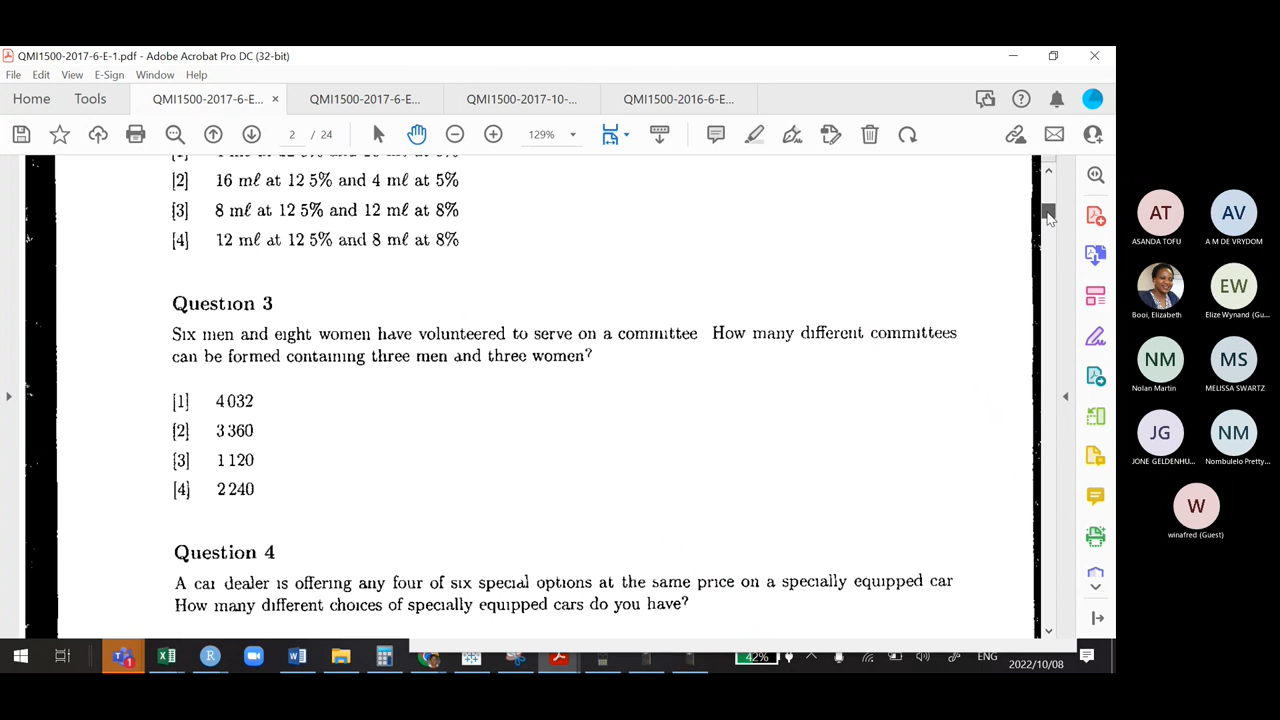 QMI1500-2017-6-E-1.pdf - Adobe Acrobat Pro DC (32-bit)
File Edit View E-Sign Window Help
Home Tools QMI1500-2017-6-E... × QMI1500-2017-6-E... QMI1500-2017-10-... QMI1500-2016-6-E...
2 / 24 129%
[2] 16 mℓ at 12 5% and 4 mℓ at 5%
[3] 8 mℓ at 12 5% and 12 mℓ at 8%
[4] 12 mℓ at 12 5% and 8 mℓ at 8%
Question 3
Six men and eight women have volunteered to serve on a committee How many different committees
can be formed containing three men and three women?
[1] 4 032
[2] 3 360
[3] 1 120
[4] 2 240
Question 4
A car dealer is offering any four of six special options at the same price on a specially equipped car
How many different choices of specially equipped cars do you have?
AT AV
ASANDA TOFU A M DE VRYDOM
EW
Booi, Elizabeth Elize Wynand (Gu...
NM MS
Nolan Martin MELISSA SWARTZ
JG NM
JONE GELDENHU... Nombulelo Pretty...
W
winafred (Guest)
1 42% ENG
2022/10/08